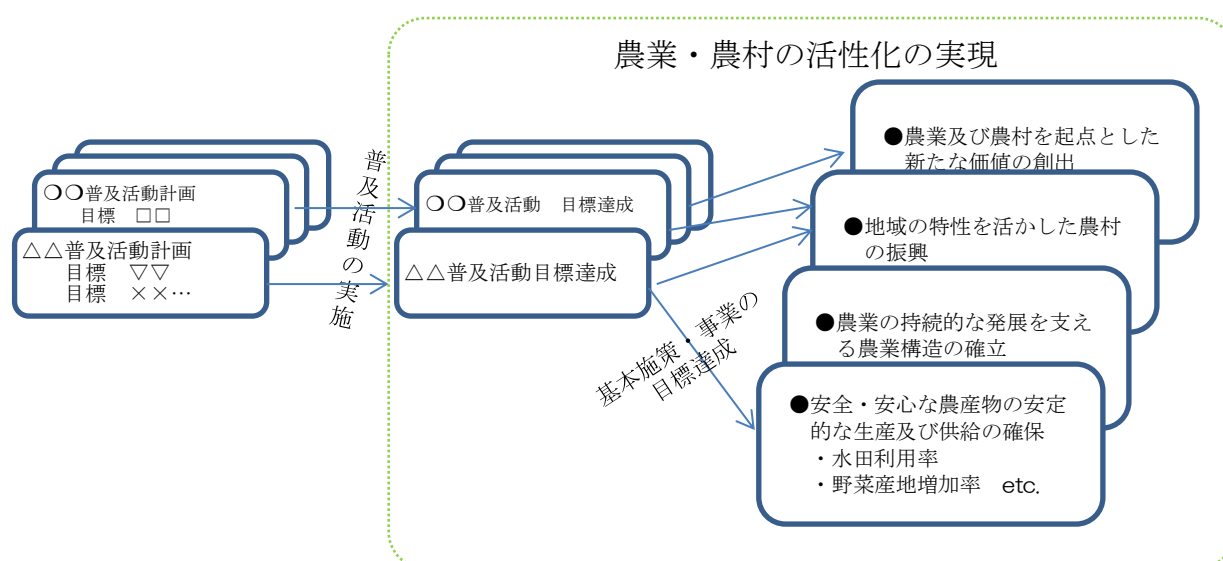 農業・農村の活性化の実現
〇〇普及活動計画
目標 □□
△△普及活動計画
目標 ▽▽
目標 ××…
普及活動の実施
〇〇普及活動 目標達成
△△普及活動目標達成
基本施策・事業の
目標達成
●農業及び農村を起点とした
新たな価値の創出
●地域の特性を活かした農村
の振興
●農業の持続的な発展を支え
る農業構造の確立
●安全・安心な農産物の安定
的な生産及び供給の確保
・水田利用率
・野菜産地増加率 etc.